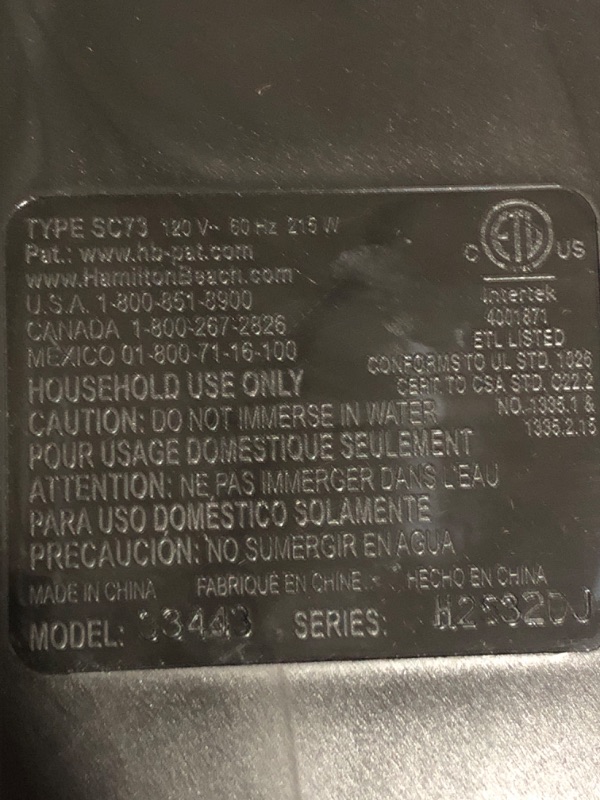 TYPE SC73 120 V~ 60 Hz 215 W
Pat.: www.hb-pat.com
www.HamiltonBeach.com
U.S.A. 1-800-851-8900
CANADA 1-800-267-2826
MÉXICO 01-800-71-16-100
HOUSEHOLD USE ONLY
CAUTION: DO NOT IMMERSE IN WATER
POUR USAGE DOMESTIQUE SEULEMENT
ATTENTION: NE PAS IMMERGER DANS L'EAU
PARA USO DOMÉSTICO SOLAMENTE
PRECAUCIÓN: NO SUMERGIR EN AGUA
C ETL US
Intertek
4001871
ETL LISTED
CONFORMS TO UL STD. 1026
CERT. TO CSA STD. C22.2
NO. 1335.1 &
1335.2.15
MADE IN CHINA FABRIQUÉ EN CHINE HECHO EN CHINA
MODEL: 33443 SERIES: